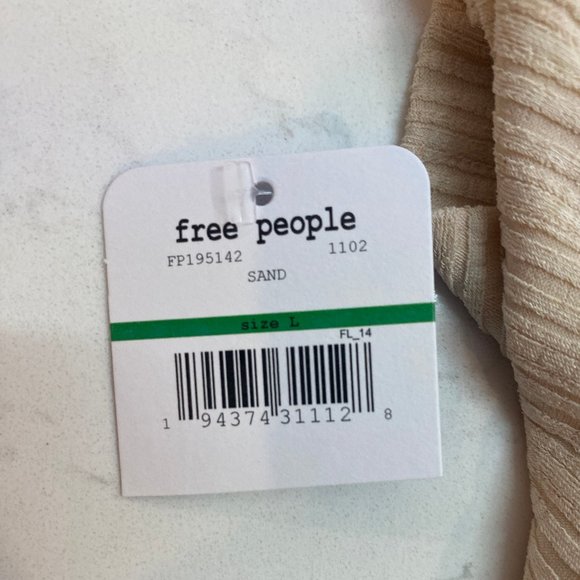 free people
FP195142 1102
SAND
size L
FL_14
1 94374 31112 8